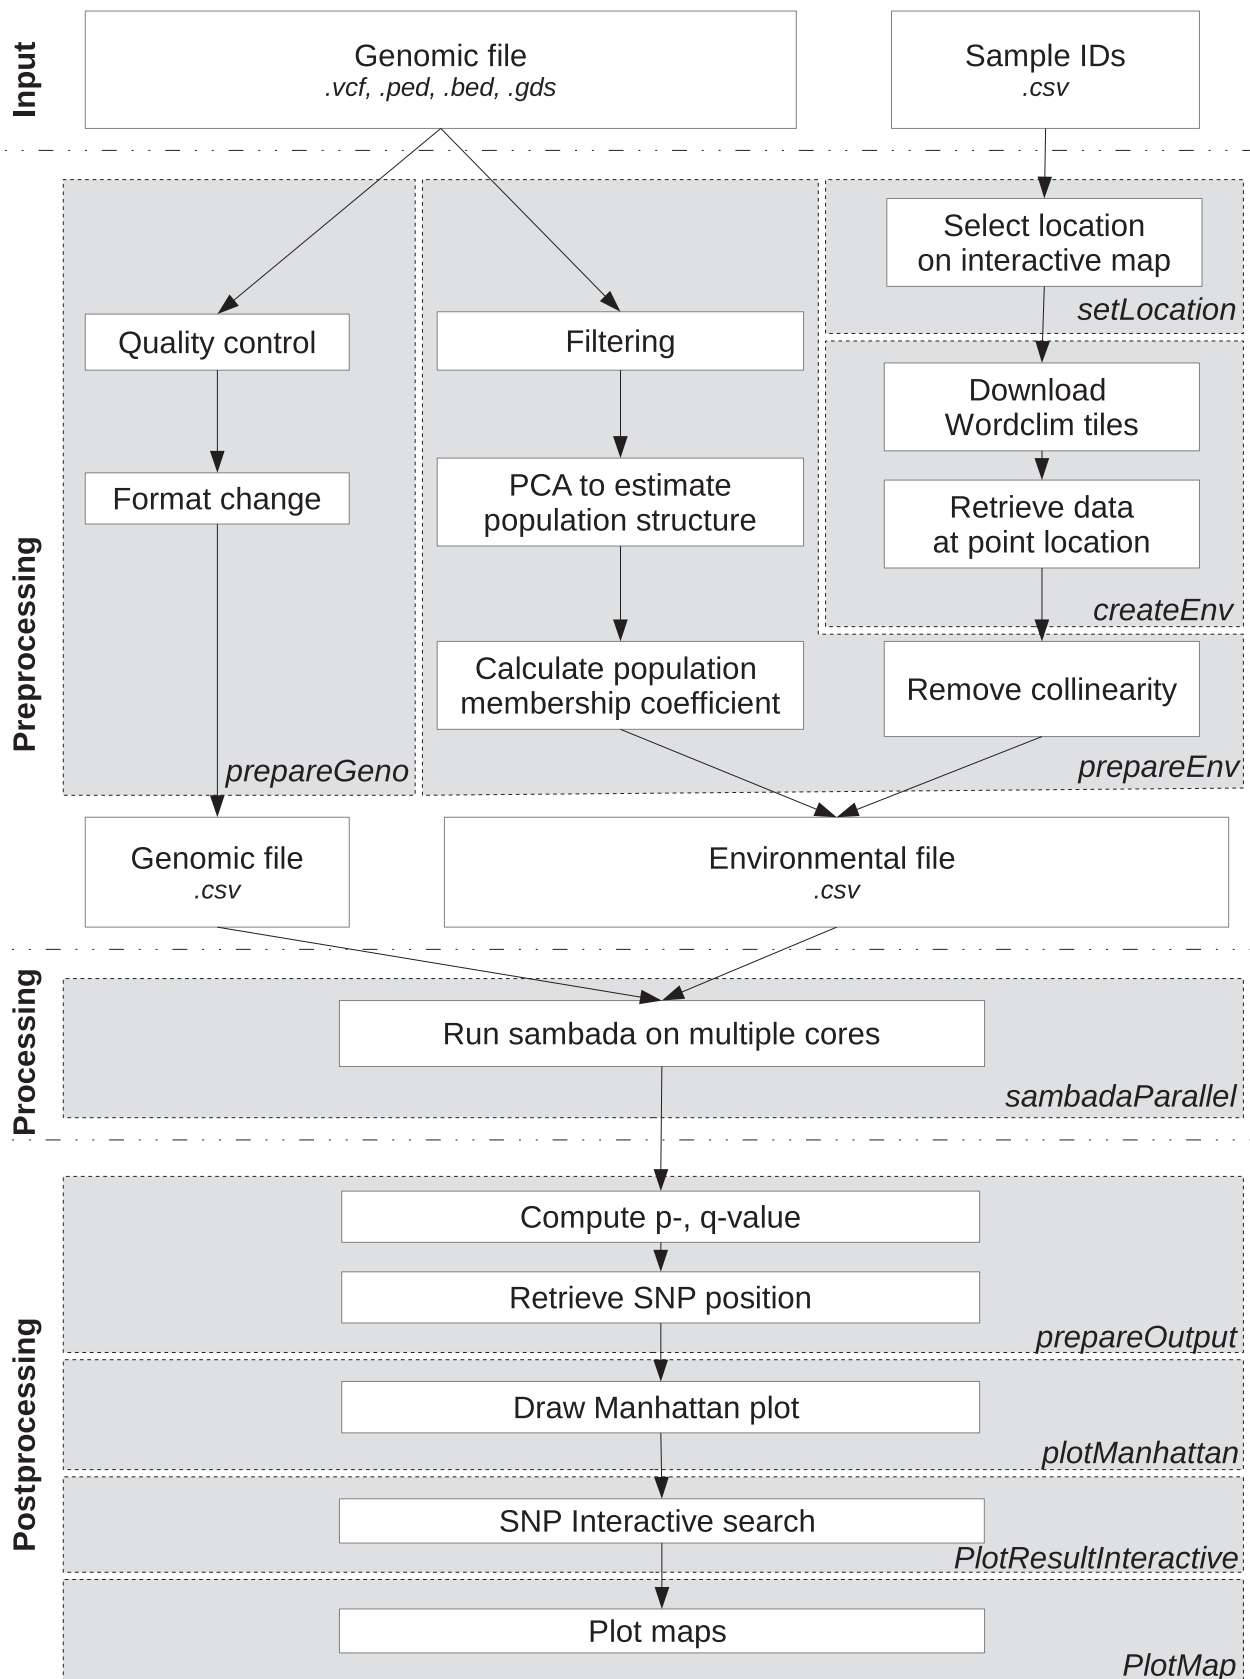 Input
Genomic file
.vcf, .ped, .bed, .gds
Sample IDs
.csv
Preprocessing
Quality control
Format change
prepareGeno
Filtering
PCA to estimate
population structure
Calculate population
membership coefficient
Select location
on interactive map
setLocation
Download
Wordclim tiles
Retrieve data
at point location
createEnv
Remove collinearity
prepareEnv
Genomic file
.csv
Environmental file
.csv
Processing
Run sambada on multiple cores
sambadaParallel
Postprocessing
Compute p-, q-value
Retrieve SNP position
prepareOutput
Draw Manhattan plot
plotManhattan
SNP Interactive search
PlotResultInteractive
Plot maps
PlotMap